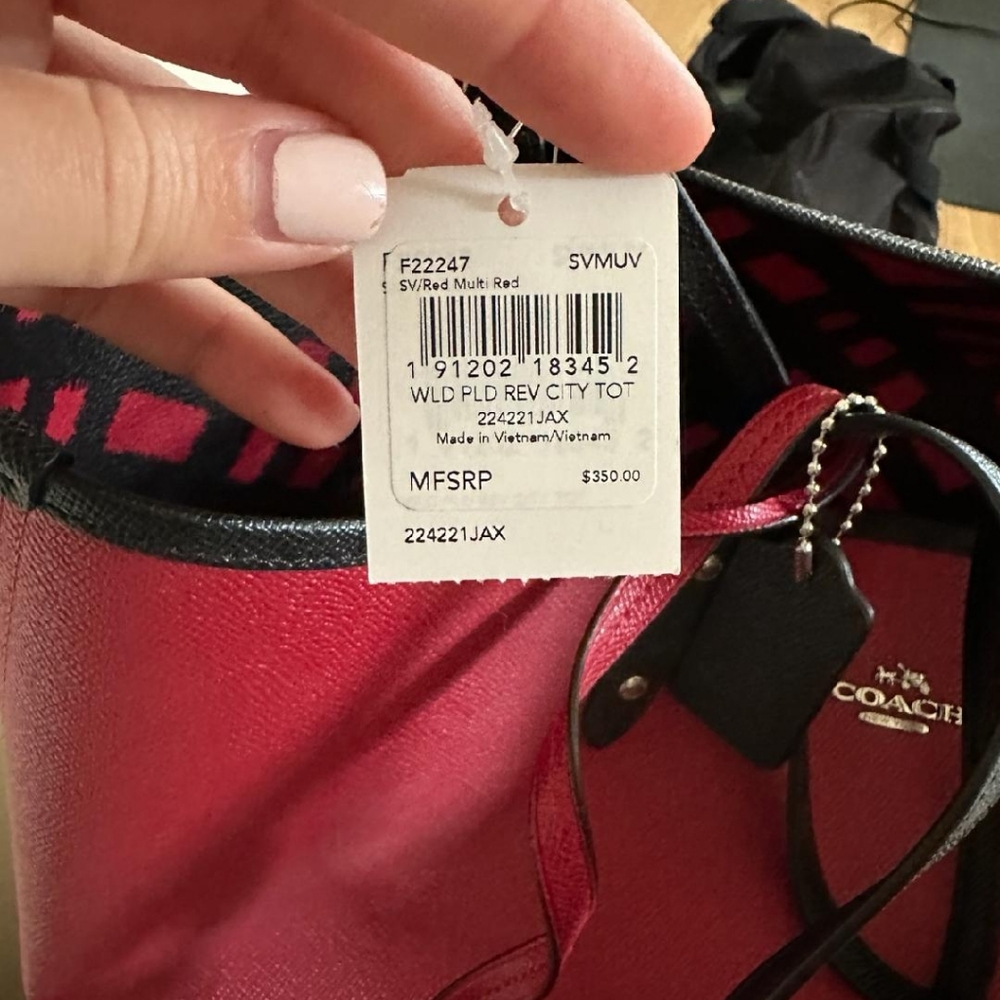 F22247 SVMUV
SV/Red Multi Red
1 91202 18345 2
WLD PLD REV CITY TOT
224221JAX
Made in Vietnam/Vietnam
MFSRP $350.00
224221JAX
COACH